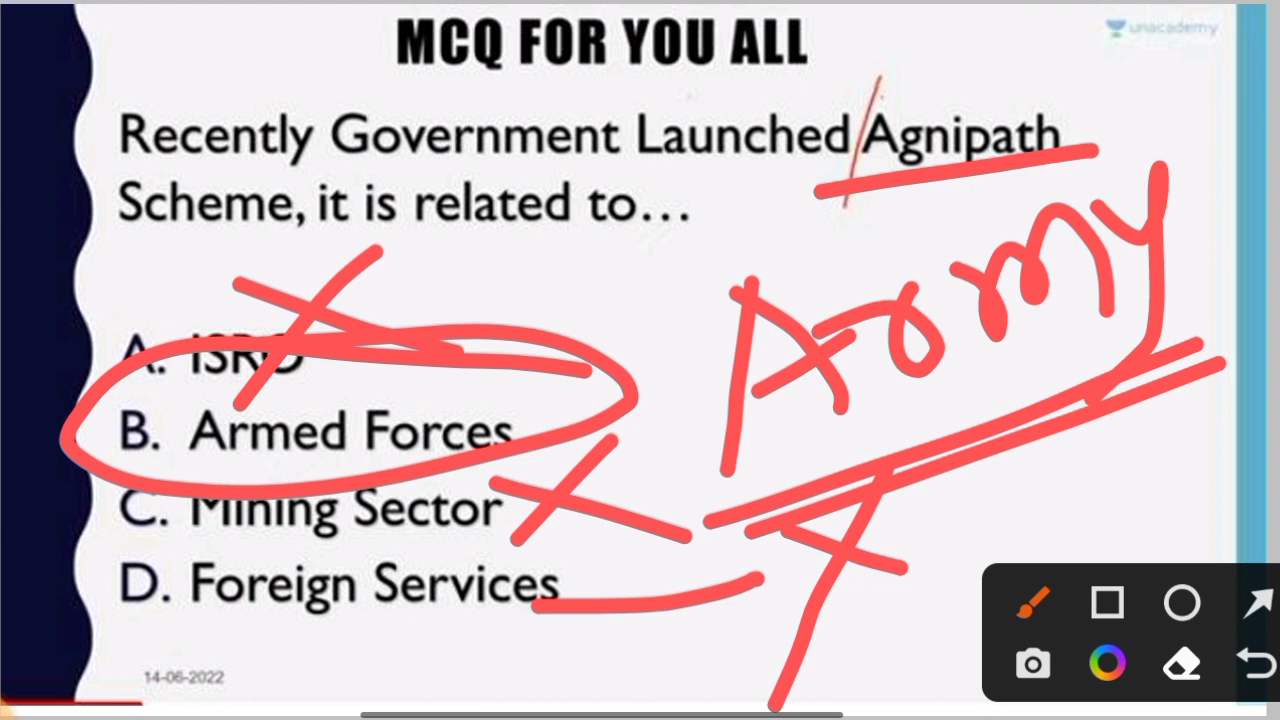 MCQ FOR YOU ALL
unacademy
Recently Government Launched Agnipath
Scheme, it is related to...
Army
A. ISRO
B. Armed Forces
C. Mining Sector
D. Foreign Services
14-06-2022